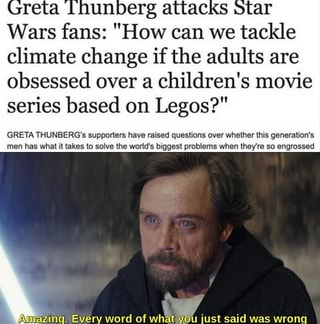 Greta Thunberg attacks Star
Wars fans: "How can we tackle
climate change if the adults are
obsessed over a children's movie
series based on Legos?"
GRETA THUNBERG's supporters have raised questions over whether this generation's
men has what it takes to solve the world's biggest problems when they're so engrossed
Amazing. Every word of what you just said was wrong